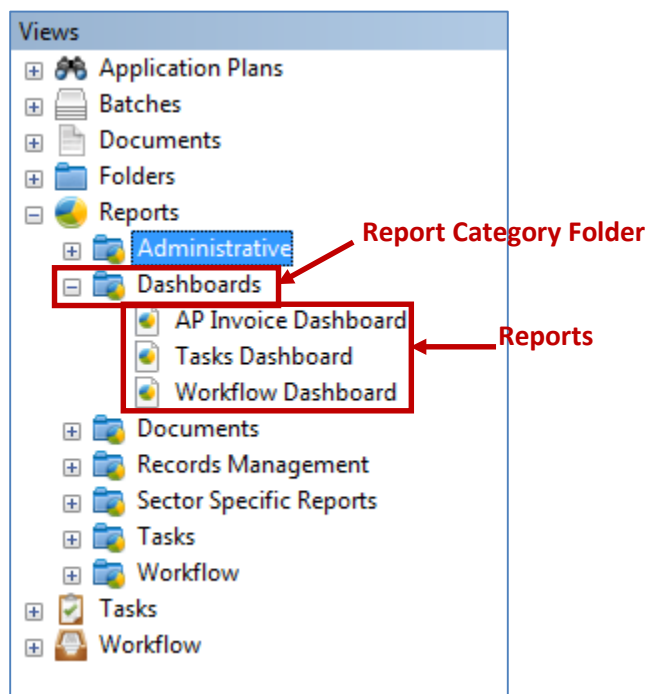 Views
Application Plans
Batches
Documents
Folders
Reports
Administrative
Report Category Folder
Dashboards
AP Invoice Dashboard
Reports
Tasks Dashboard
Workflow Dashboard
Documents
Records Management
Sector Specific Reports
Tasks
Workflow
Tasks
Workflow